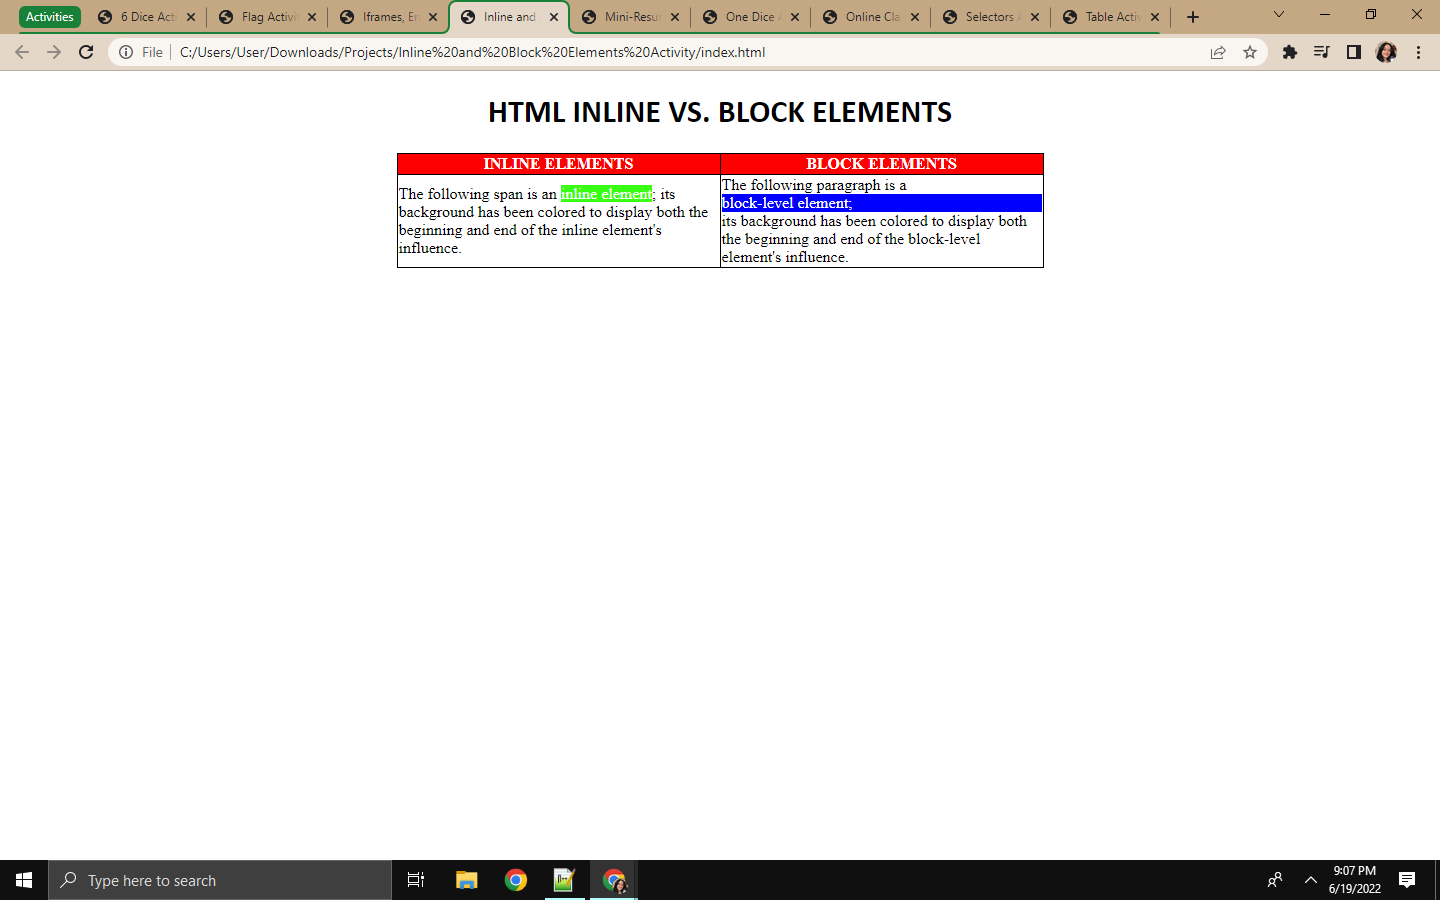 Activities
6 Dice Acti
Flag Activit
Iframes, En
Inline and
Mini-Resur
One Dice A
Online Cla
Selectors A
Table Activ
File
C:/Users/User/Downloads/Projects/Inline%20and%20Block%20Elements%20Activity/index.html
HTML INLINE VS. BLOCK ELEMENTS
INLINE ELEMENTS
The following span is an inline element; its
background has been colored to display both the
beginning and end of the inline element's
influence.
BLOCK ELEMENTS
The following paragraph is a
block-level element;
its background has been colored to display both
the beginning and end of the block-level
element's influence.
Type here to search
9:07 PM
6/19/2022